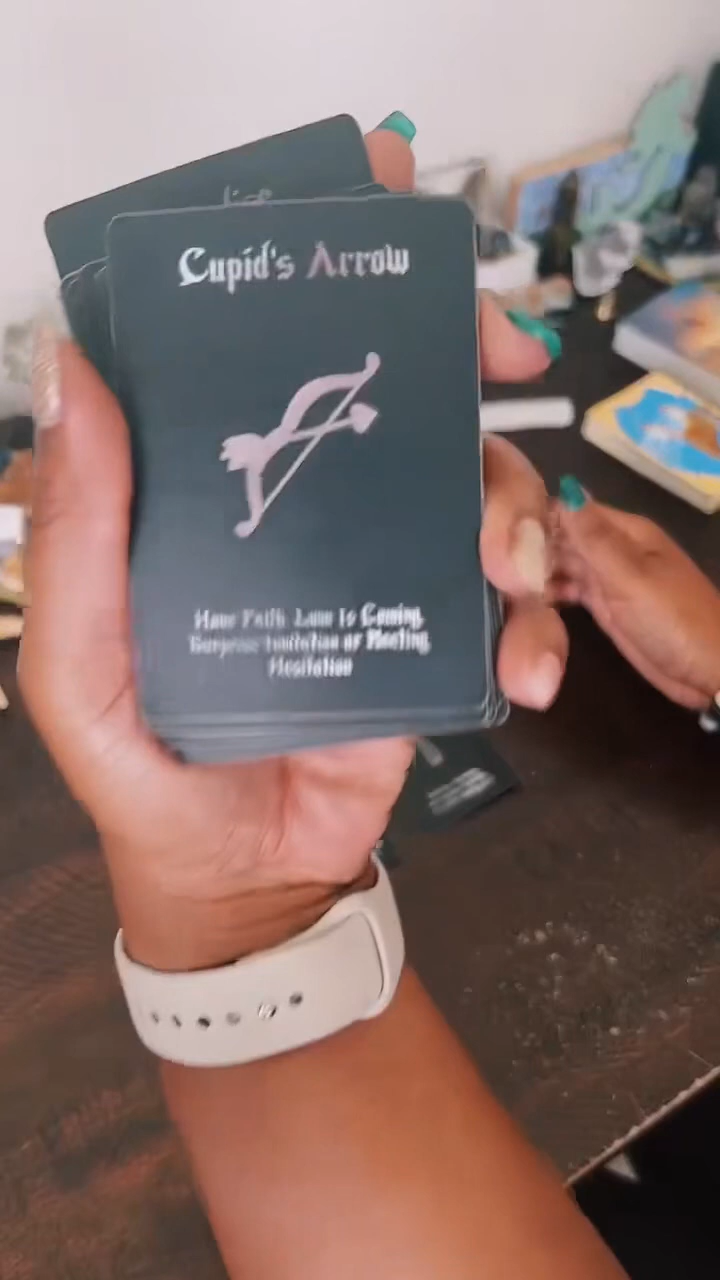 Cupid's Arrow
Have Faith. Love Is Coming,
Surprise Invitation or Meeting,
Hesitation